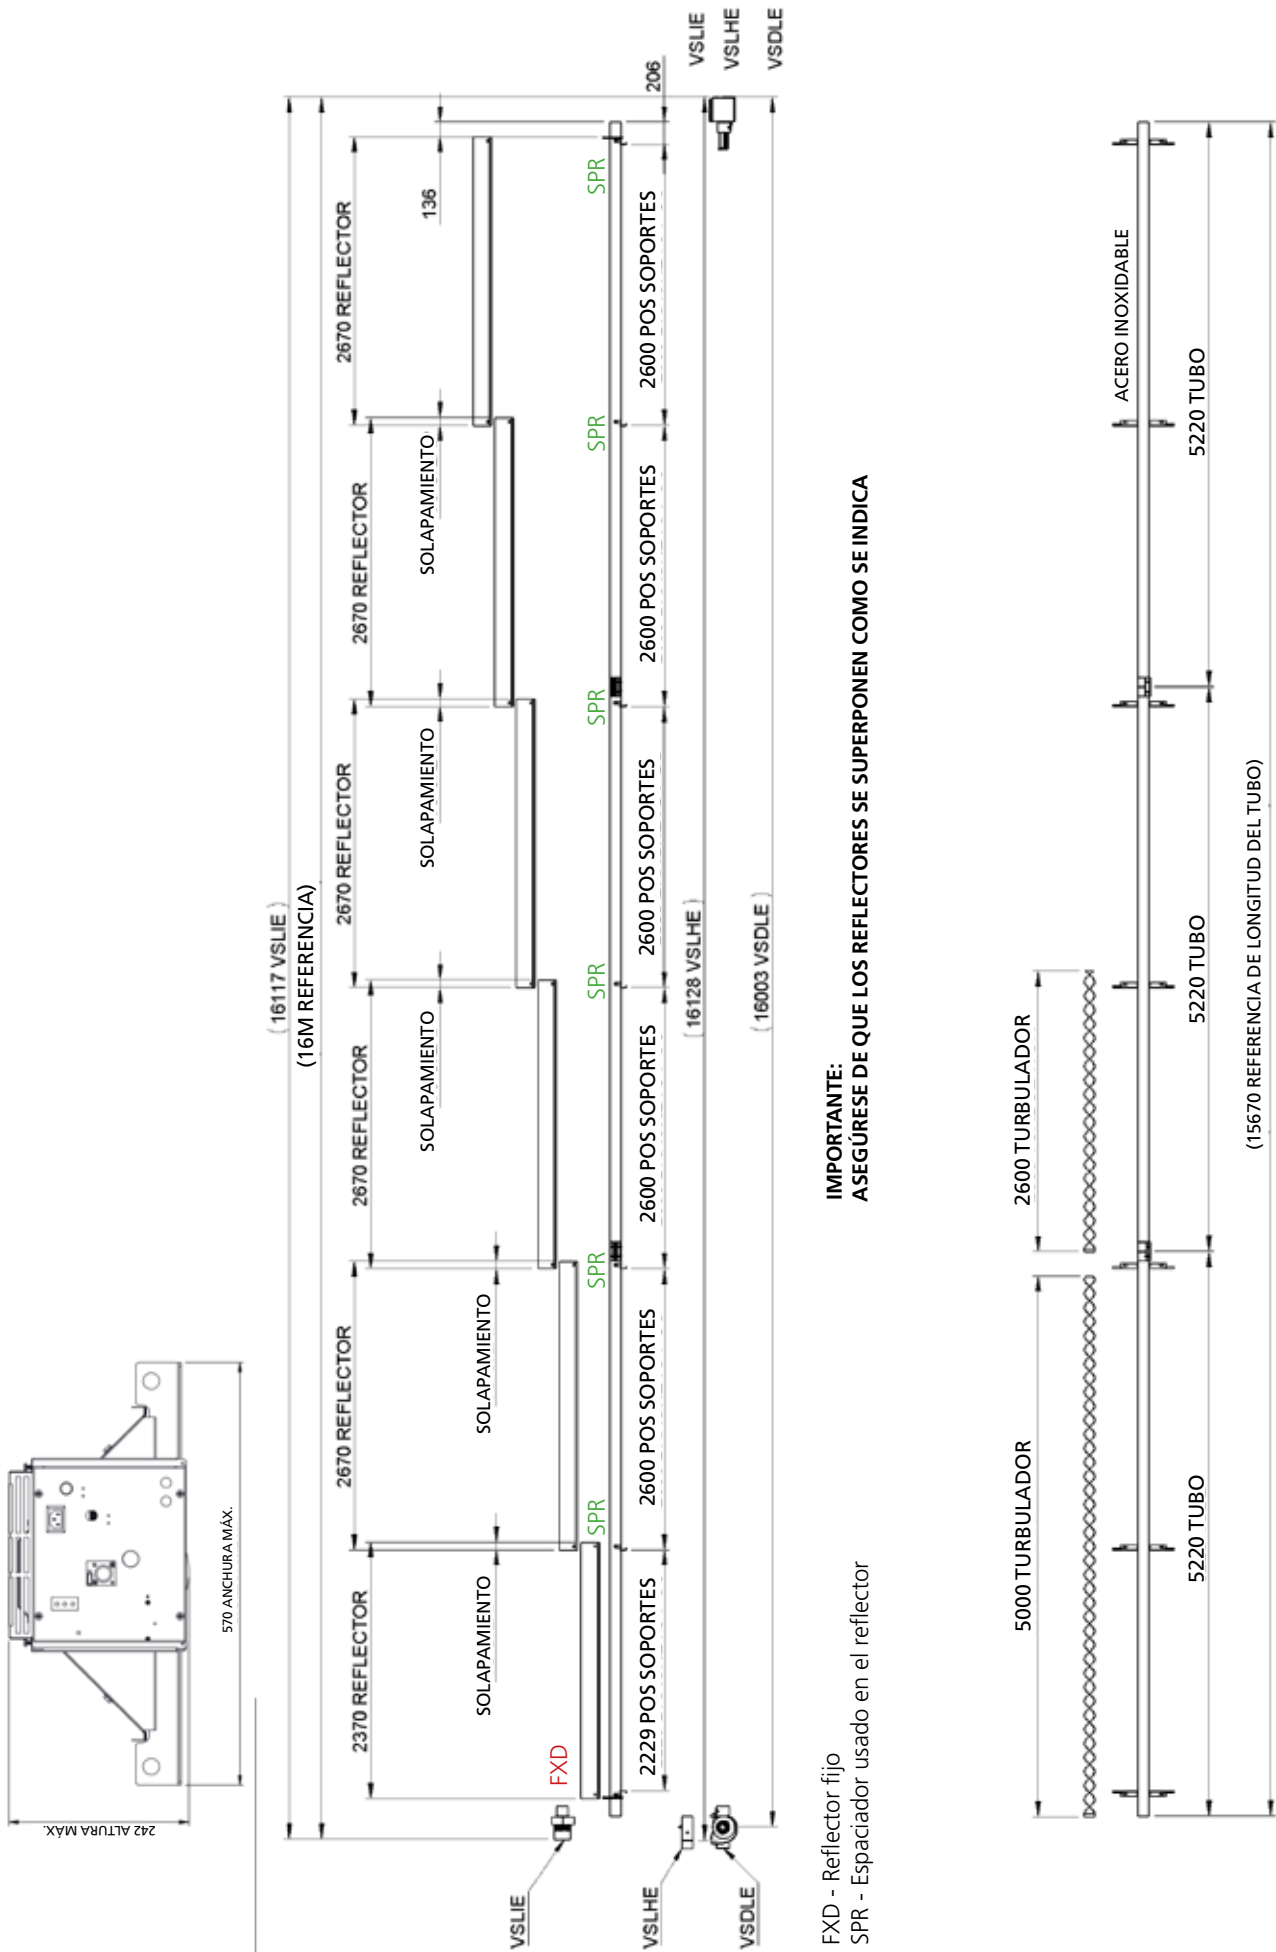 242 ALTURA MÁX.
570 ANCHURA MÁX.
( 16117 VSLIE )
(16M REFERENCIA)
2370 REFLECTOR
2670 REFLECTOR
2670 REFLECTOR
2670 REFLECTOR
2670 REFLECTOR
2670 REFLECTOR
SOLAPAMIENTO
SOLAPAMIENTO
SOLAPAMIENTO
SOLAPAMIENTO
SOLAPAMIENTO
136
VSLIE
FXD
SPR
SPR
SPR
SPR
SPR
SPR
2229 POS SOPORTES
2600 POS SOPORTES
2600 POS SOPORTES
2600 POS SOPORTES
2600 POS SOPORTES
2600 POS SOPORTES
206
VSLIE
VSLHE
( 16128 VSLHE )
VSLHE
VSDLE
( 16003 VSDLE )
VSDLE
FXD - Reflector fijo
SPR - Espaciador usado en el reflector
IMPORTANTE:
ASEGÚRESE DE QUE LOS REFLECTORES SE SUPERPONEN COMO SE INDICA
5000 TURBULADOR
2600 TURBULADOR
ACERO INOXIDABLE
5220 TUBO
5220 TUBO
5220 TUBO
(15670 REFERENCIA DE LONGITUD DEL TUBO)